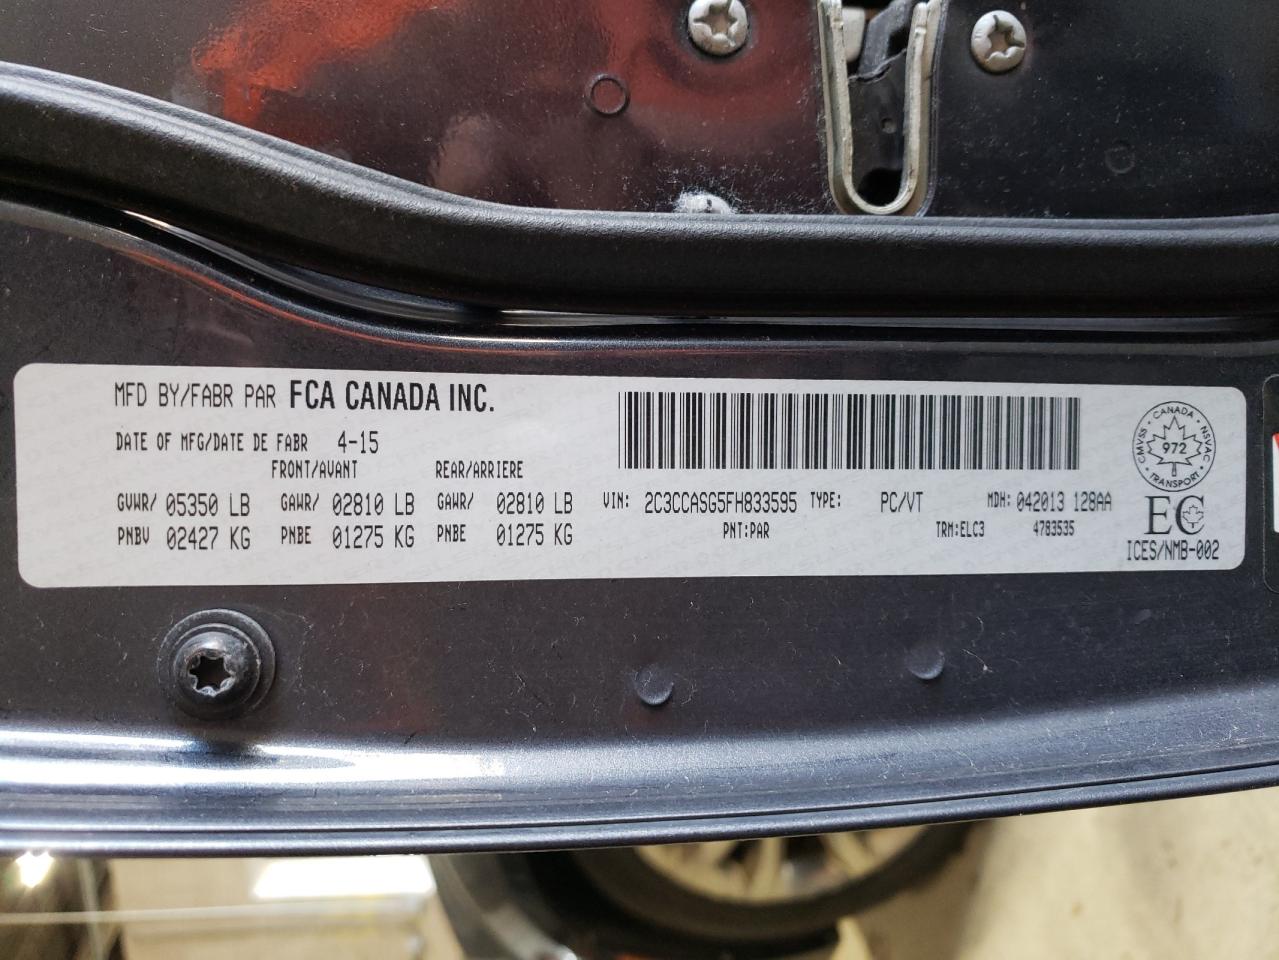 MFD BY/FABR PAR FCA CANADA INC.
DATE OF MFG/DATE DE FABR 4-15
FRONT/AVANT REAR/ARRIERE
GVWR/ 05350 LB GAWR/ 02810 LB GAWR/ 02810 LB
PNBV 02427 KG PNBE 01275 KG PNBE 01275 KG
VIN: 2C3CCASG5FH833595 TYPE: PC/VT MDH: 042013 128AA
PNT:PAR TRM:ELC3 4783535
CANADA
CMVSS · NSVAC
972
TRANSPORT
EC
ICES/NMB-002